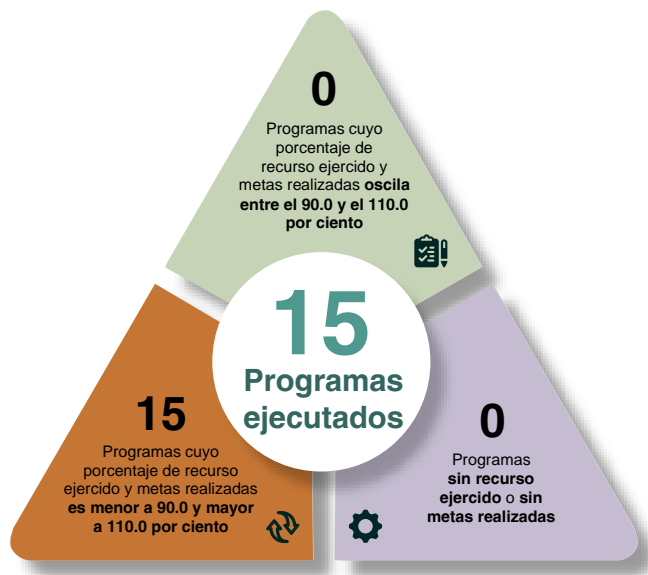 0
Programas cuyo
porcentaje de
recurso ejercido y
metas realizadas oscila
entre el 90.0 y el 110.0
por ciento
15
Programas
ejecutados
15
Programas cuyo
porcentaje de recurso
ejercido y metas realizadas
es menor a 90.0 y mayor
a 110.0 por ciento
0
Programas
sin recurso
ejercido o sin
metas realizadas